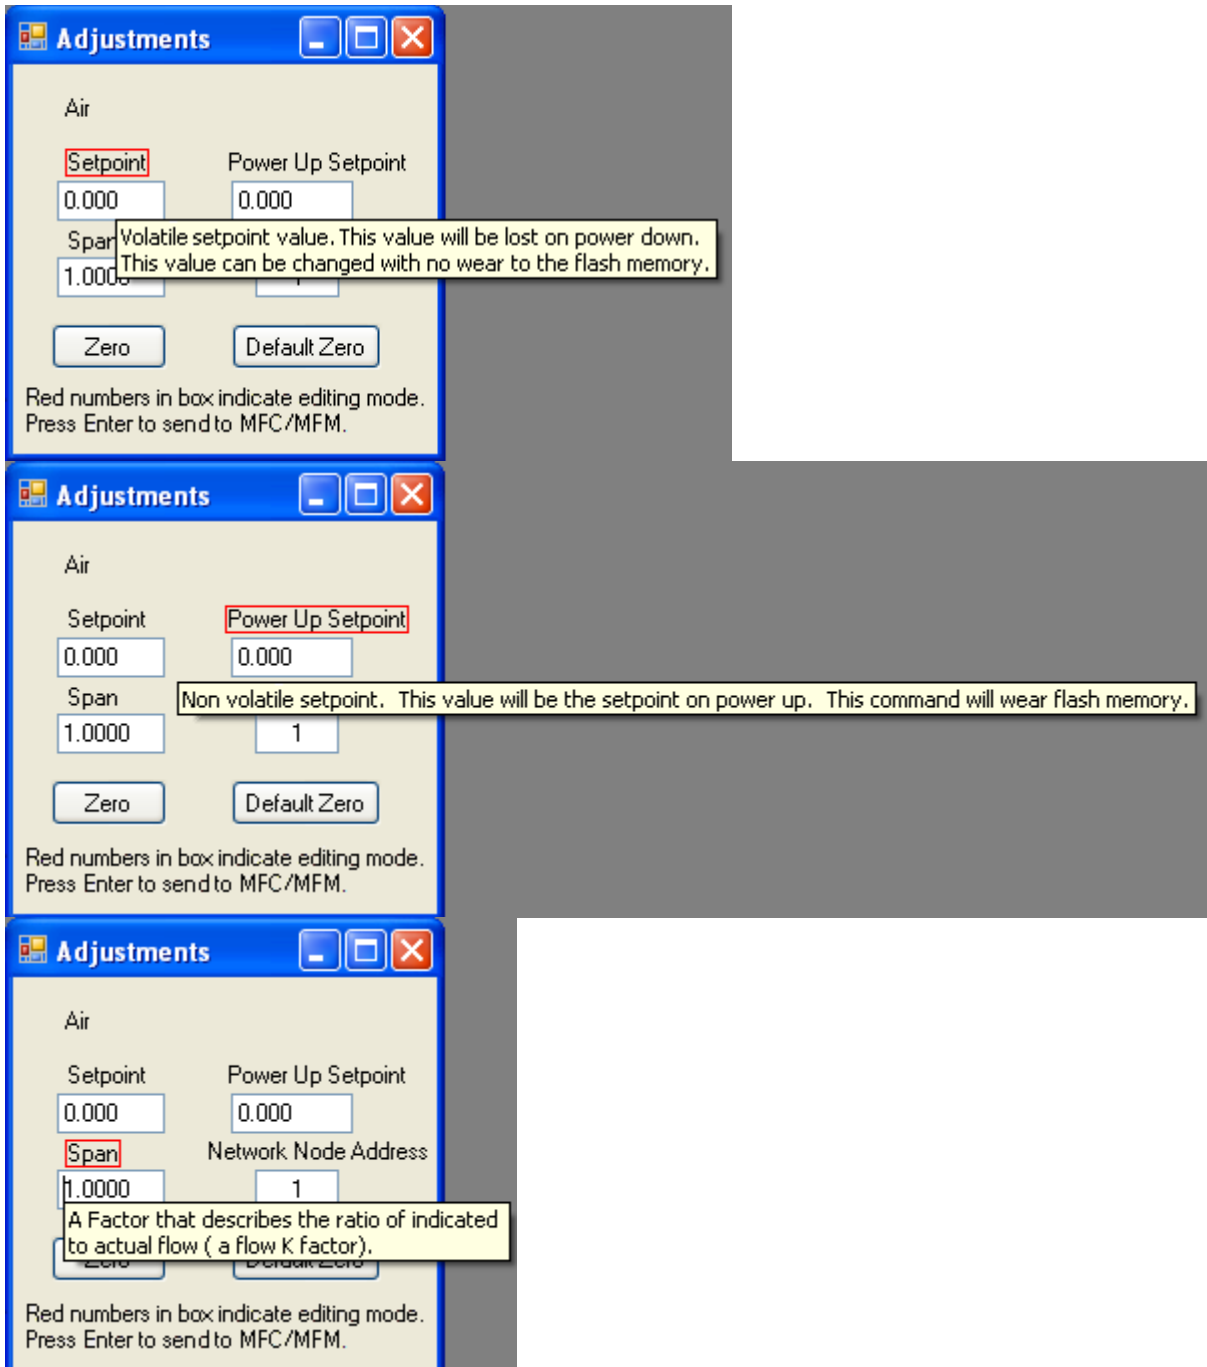 Adjustments
Air
Setpoint Power Up Setpoint
0.000 0.000
Volatile setpoint value. This value will be lost on power down.
This value can be changed with no wear to the flash memory.
Span
1.0000 1
Zero Default Zero
Red numbers in box indicate editing mode.
Press Enter to send to MFC/MFM.
Adjustments
Air
Setpoint Power Up Setpoint
0.000 0.000
Span Non volatile setpoint. This value will be the setpoint on power up. This command will wear flash memory.
1.0000 1
Zero Default Zero
Red numbers in box indicate editing mode.
Press Enter to send to MFC/MFM.
Adjustments
Air
Setpoint Power Up Setpoint
0.000 0.000
Span Network Node Address
1.0000 1
A Factor that describes the ratio of indicated
to actual flow ( a flow K factor).
Zero Default Zero
Red numbers in box indicate editing mode.
Press Enter to send to MFC/MFM.